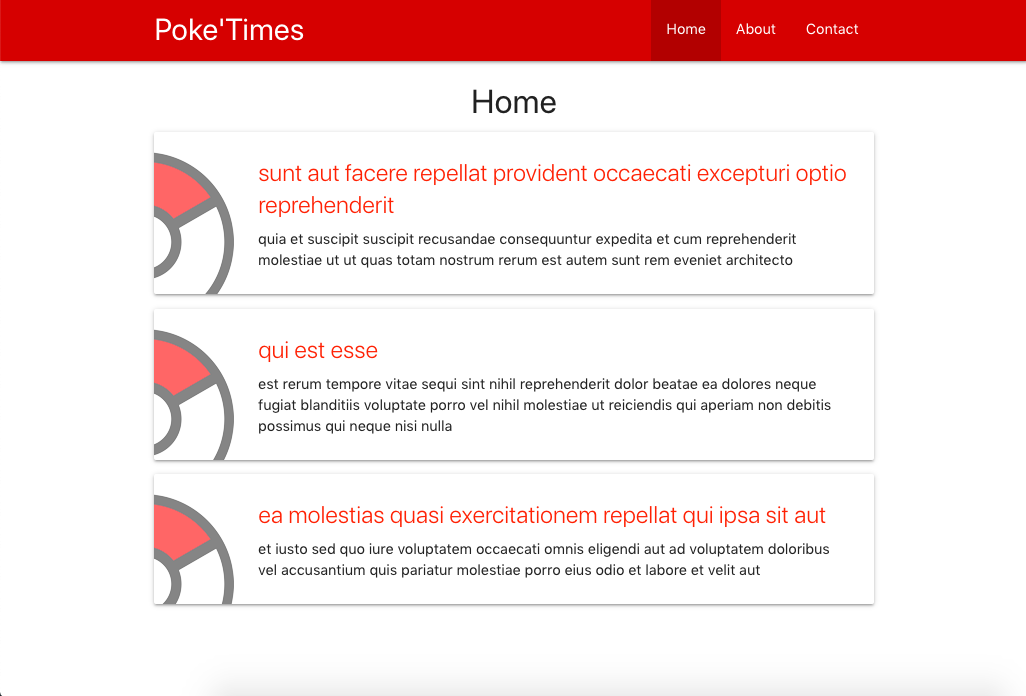 Poke'Times
Home
About
Contact
Home
sunt aut facere repellat provident occaecati excepturi optio
reprehenderit
quia et suscipit suscipit recusandae consequuntur expedita et cum reprehenderit
molestiae ut ut quas totam nostrum rerum est autem sunt rem eveniet architecto
qui est esse
est rerum tempore vitae sequi sint nihil reprehenderit dolor beatae ea dolores neque
fugiat blanditiis voluptate porro vel nihil molestiae ut reiciendis qui aperiam non debitis
possimus qui neque nisi nulla
ea molestias quasi exercitationem repellat qui ipsa sit aut
et iusto sed quo iure voluptatem occaecati omnis eligendi aut ad voluptatem doloribus
vel accusantium quis pariatur molestiae porro eius odio et labore et velit aut